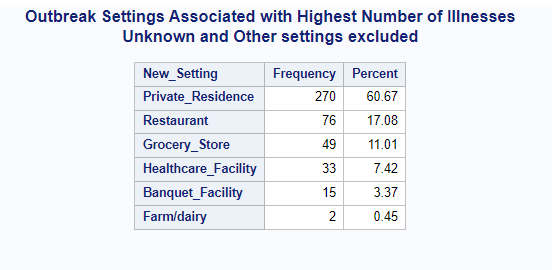 Outbreak Settings Associated with Highest Number of Illnesses
Unknown and Other settings excluded
New_Setting Frequency Percent
Private_Residence 270 60.67
Restaurant 76 17.08
Grocery_Store 49 11.01
Healthcare_Facility 33 7.42
Banquet_Facility 15 3.37
Farm/dairy 2 0.45